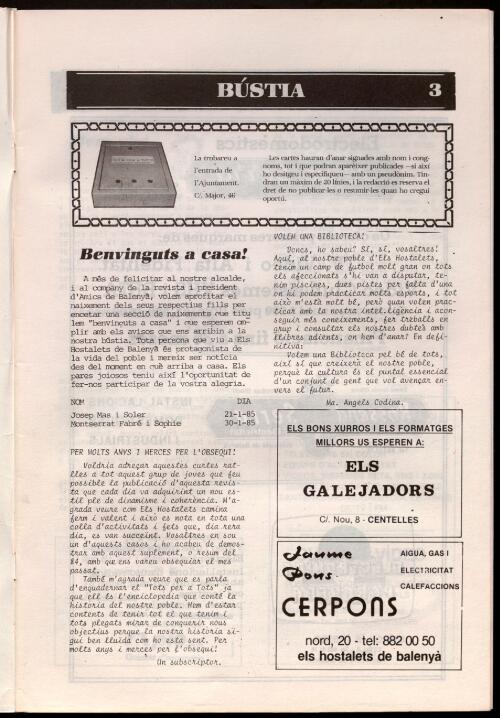 BÚSTIA
3
La trobareu a
l'entrada de
l'Ajuntament.
C/. Major, 46
Les cartes hauran d'anar signades amb nom i cong-
noms, tot i que podran aparèixer publicades —si així
ho desitgeu i especifiqueu— amb un pseudònim. Tin-
dran un màxim de 20 línies, i la redacció es reserva el
dret de no publicar-les o resumir-les quan ho cregui
oportú.
Benvinguts a casa!
A més de felicitar al nostre alcalde,
i al company de la revista i president
d'Amics de Balenyà, volem aprofitar el
naixement dels seus respectius fills per
encetar una secció de naixements que titu
lem "benvinguts a casa" i que esperem om-
plir amb els avisos que ens arribin a la
nostra bústia. Tota persona que viu a Els
Hostalets de Balenyà és protagonista de
la vida del poble i mereix ser notícia
des del moment en què arriba a casa. Els
pares joiosos teniu així l'oportunitat de
fer-nos participar de la vostra alegria.
NOM DIA
Josep Mas i Soler 21-1-85
Montserrat Fabré i Sophie 30-1-85
PER MOLTS ANYS I MERCES PER L'OBSEQUI!
Voldria adreçar aquestes curtes rat-
lles a tot aquest grup de joves que feu
possible la publicació d'aquesta revis-
ta que cada dia va adquirint un nou es-
til ple de dinamisme i coherència. M'a-
grada veure com Els Hostalets camina
ferm i valent i això es nota en tota una
colla d'activitats i fets que, dia rera
dia, es van succeint. Vosaltres en sou
un d'aquests casos i ho acabeu de demos-
trar amb aquest suplement, o resum del
84, amb que ens vareu obsequiar el mes
passat.
També m'agrada veure que es parla
d'enquadernar el "Tots per a Tots" ja
que ell és l'enciclopedia que conté la
historia del nostre poble. Hem d'estar
contents de tenir tot el que tenim i
tots plegats mirar de conquerir nous
objectius perque la nostra història si-
gui ben lluida com ho esta sent. Per
molts anys i merces per l'obsequi!
Un subscriptor.
VOLEM UNA BIBLIOTECA!
Doncs, ho sabeu? Sí, sí, vosaltres!
Aquí, al nostre poble d'Els Hostalets,
tenim un camp de futbol molt gran on tots
els afeccionats s'hi van a disputar, te-
nim piscines, dues pistes per falta d'una
on hi podem pràcticar molts esports, i tot
això m'està molt bé, però quan volem prac-
ticar amb la nostra intel.ligència i acon-
seguir més coneixements, fer treballs en
grup i consultar els nostres dubtes amb
llibres adients, on hem d'anar? En defi-
nitiva:
Volem una Biblioteca pel bé de tots,
així si que creixerà el nostre poble,
perquè la cultura és el puntal essencial
d'un conjunt de gent que vol avençar en-
vers el futur.
Ma. Angels Codina.
ELS BONS XURROS I ELS FORMATGES
MILLORS US ESPEREN A:
ELS
GALEJADORS
C/. Nou, 8 - CENTELLES
Jaume
Pons
AIGUA, GAS I
ELECTRICITAT
CALEFACCIONS
CERPONS
nord, 20 - tel: 882 00 50
els hostalets de balenyà